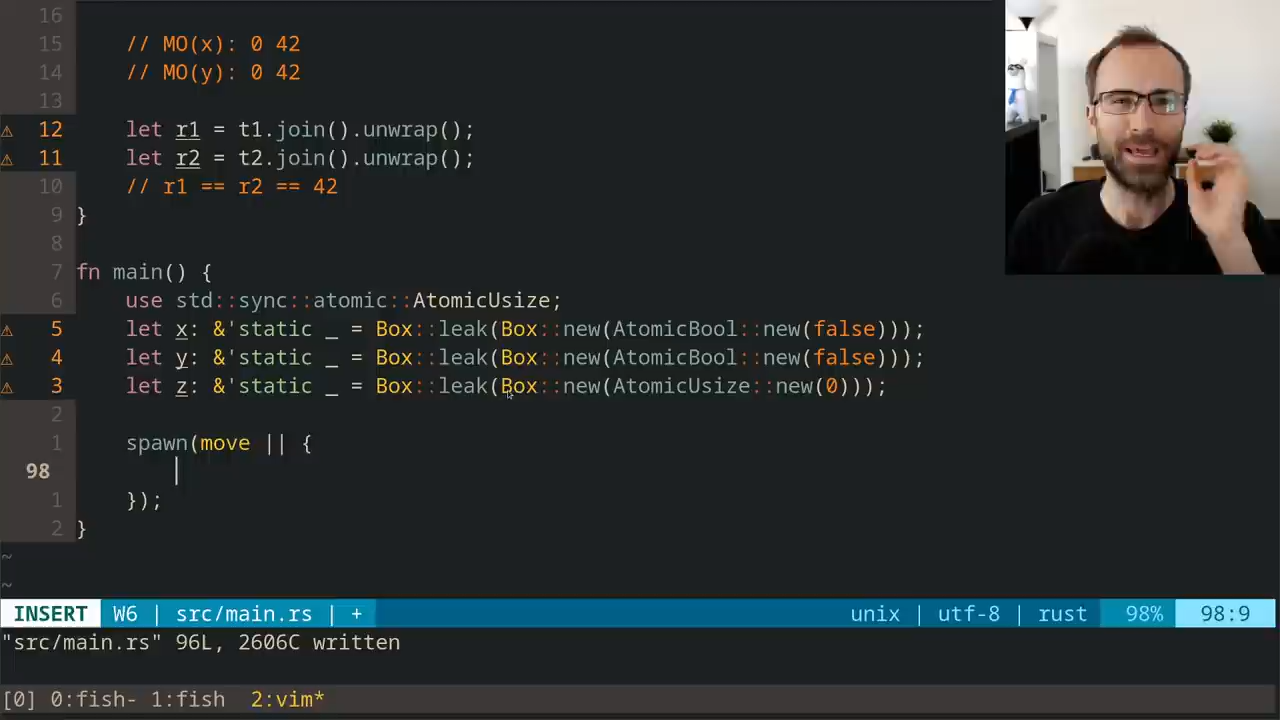 16
15 // MO(x): 0 42
14 // MO(y): 0 42
13
⚠ 12 let r1 = t1.join().unwrap();
⚠ 11 let r2 = t2.join().unwrap();
10 // r1 == r2 == 42
9 }
8
7 fn main() {
6 use std::sync::atomic::AtomicUsize;
⚠ 5 let x: &'static _ = Box::leak(Box::new(AtomicBool::new(false)));
⚠ 4 let y: &'static _ = Box::leak(Box::new(AtomicBool::new(false)));
⚠ 3 let z: &'static _ = Box::leak(Box::new(AtomicUsize::new(0)));
2
1 spawn(move || {
98
1 });
2 }
~
~
INSERT W6 | src/main.rs | + unix | utf-8 | rust 98% 98:9
"src/main.rs" 96L, 2606C written
[0] 0:fish- 1:fish 2:vim*